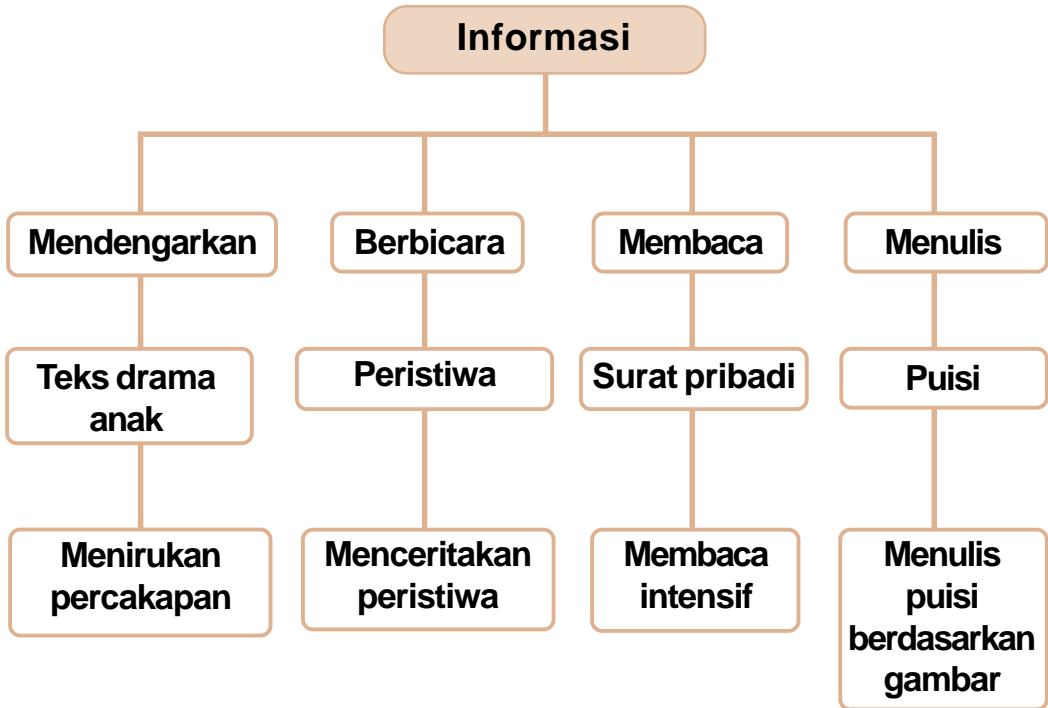 Informasi
Mendengarkan
Berbicara
Membaca
Menulis
Teks drama
anak
Peristiwa
Surat pribadi
Puisi
Menirukan
percakapan
Menceritakan
peristiwa
Membaca
intensif
Menulis
puisi
berdasarkan
gambar